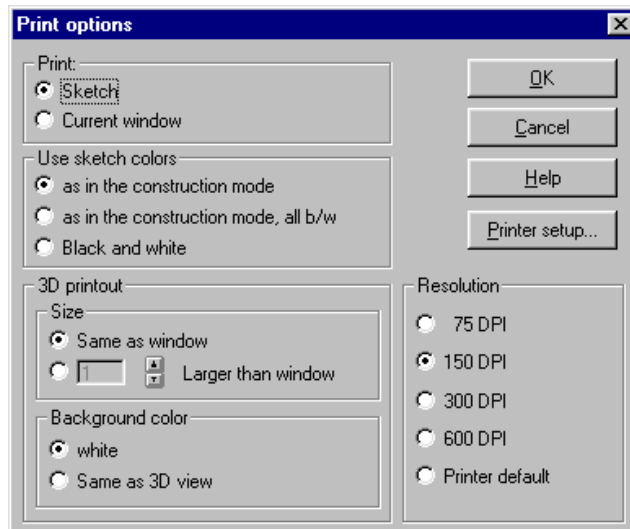 Print options
Print:
Sketch
Current window
OK
Cancel
Help
Printer setup...
Use sketch colors
as in the construction mode
as in the construction mode, all b/w
Black and white
3D printout
Size
Same as window
1 Larger than window
Background color
white
Same as 3D view
Resolution
75 DPI
150 DPI
300 DPI
600 DPI
Printer default